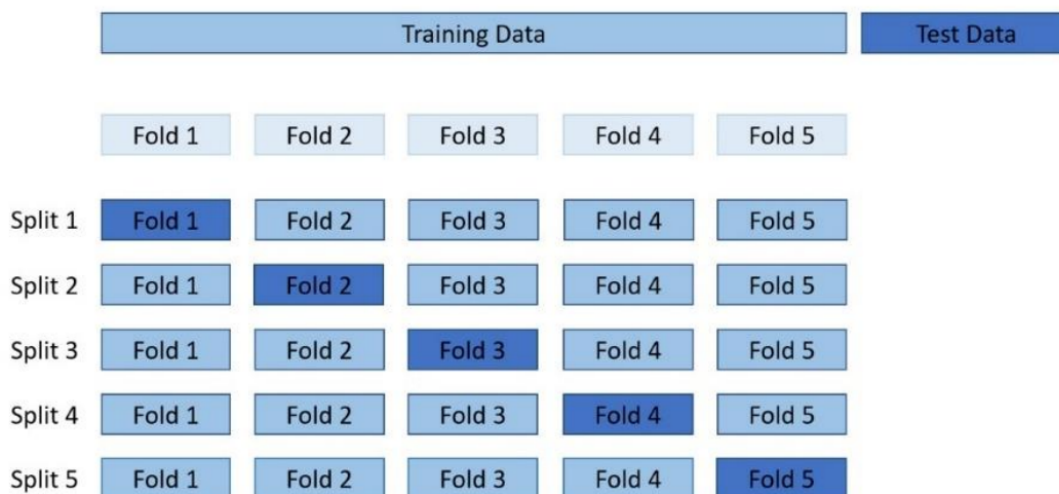 Training Data Test Data
Fold 1 Fold 2 Fold 3 Fold 4 Fold 5
Split 1 Fold 1 Fold 2 Fold 3 Fold 4 Fold 5
Split 2 Fold 1 Fold 2 Fold 3 Fold 4 Fold 5
Split 3 Fold 1 Fold 2 Fold 3 Fold 4 Fold 5
Split 4 Fold 1 Fold 2 Fold 3 Fold 4 Fold 5
Split 5 Fold 1 Fold 2 Fold 3 Fold 4 Fold 5